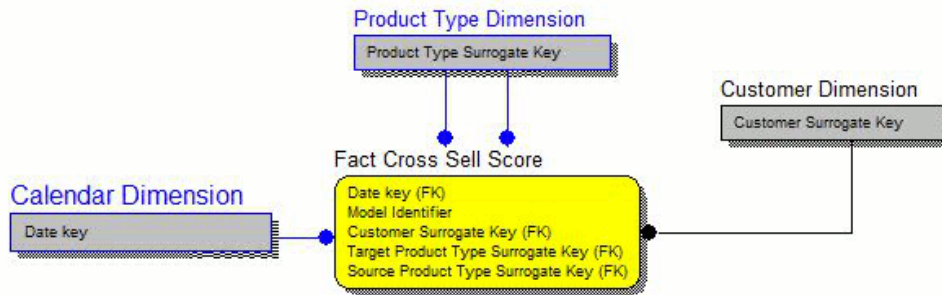 Product Type Dimension
Product Type Surrogate Key
Customer Dimension
Customer Surrogate Key
Fact Cross Sell Score
Date key (FK)
Model Identifier
Customer Surrogate Key (FK)
Target Product Type Surrogate Key (FK)
Source Product Type Surrogate Key (FK)
Calendar Dimension
Date key